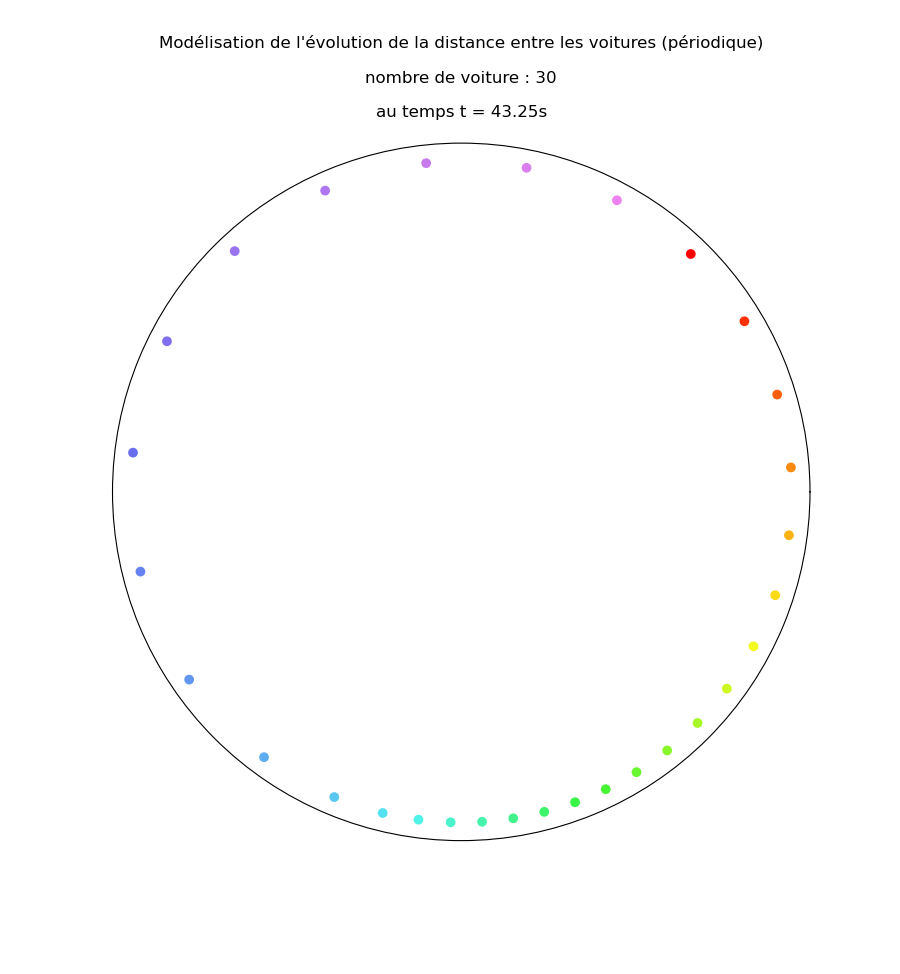 Modélisation de l'évolution de la distance entre les voitures (périodique)
nombre de voiture : 30
au temps t = 43.25s